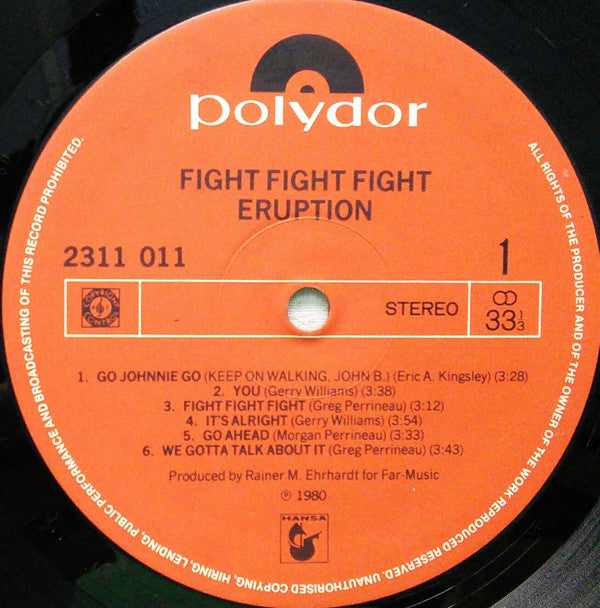 polydor
FIGHT FIGHT FIGHT
ERUPTION
2311 011
1
COPYRIGHT CONTROL
STEREO
33⅓
1. GO JOHNNIE GO (KEEP ON WALKING, JOHN B.) (Eric A. Kingsley) (3:28)
2. YOU (Gerry Williams) (3:38)
3. FIGHT FIGHT FIGHT (Greg Perrineau) (3:12)
4. IT'S ALRIGHT (Gerry Williams) (3:54)
5. GO AHEAD (Morgan Perrineau) (3:33)
6. WE GOTTA TALK ABOUT IT (Greg Perrineau) (3:43)
Produced by Rainer M. Ehrhardt for Far-Music
℗ 1980
HANSA
ALL RIGHTS OF THE PRODUCER AND OF THE OWNER OF THE WORK REPRODUCED RESERVED. UNAUTHORISED COPYING, HIRING, LENDING, PUBLIC PERFORMANCE AND BROADCASTING OF THIS RECORD PROHIBITED.